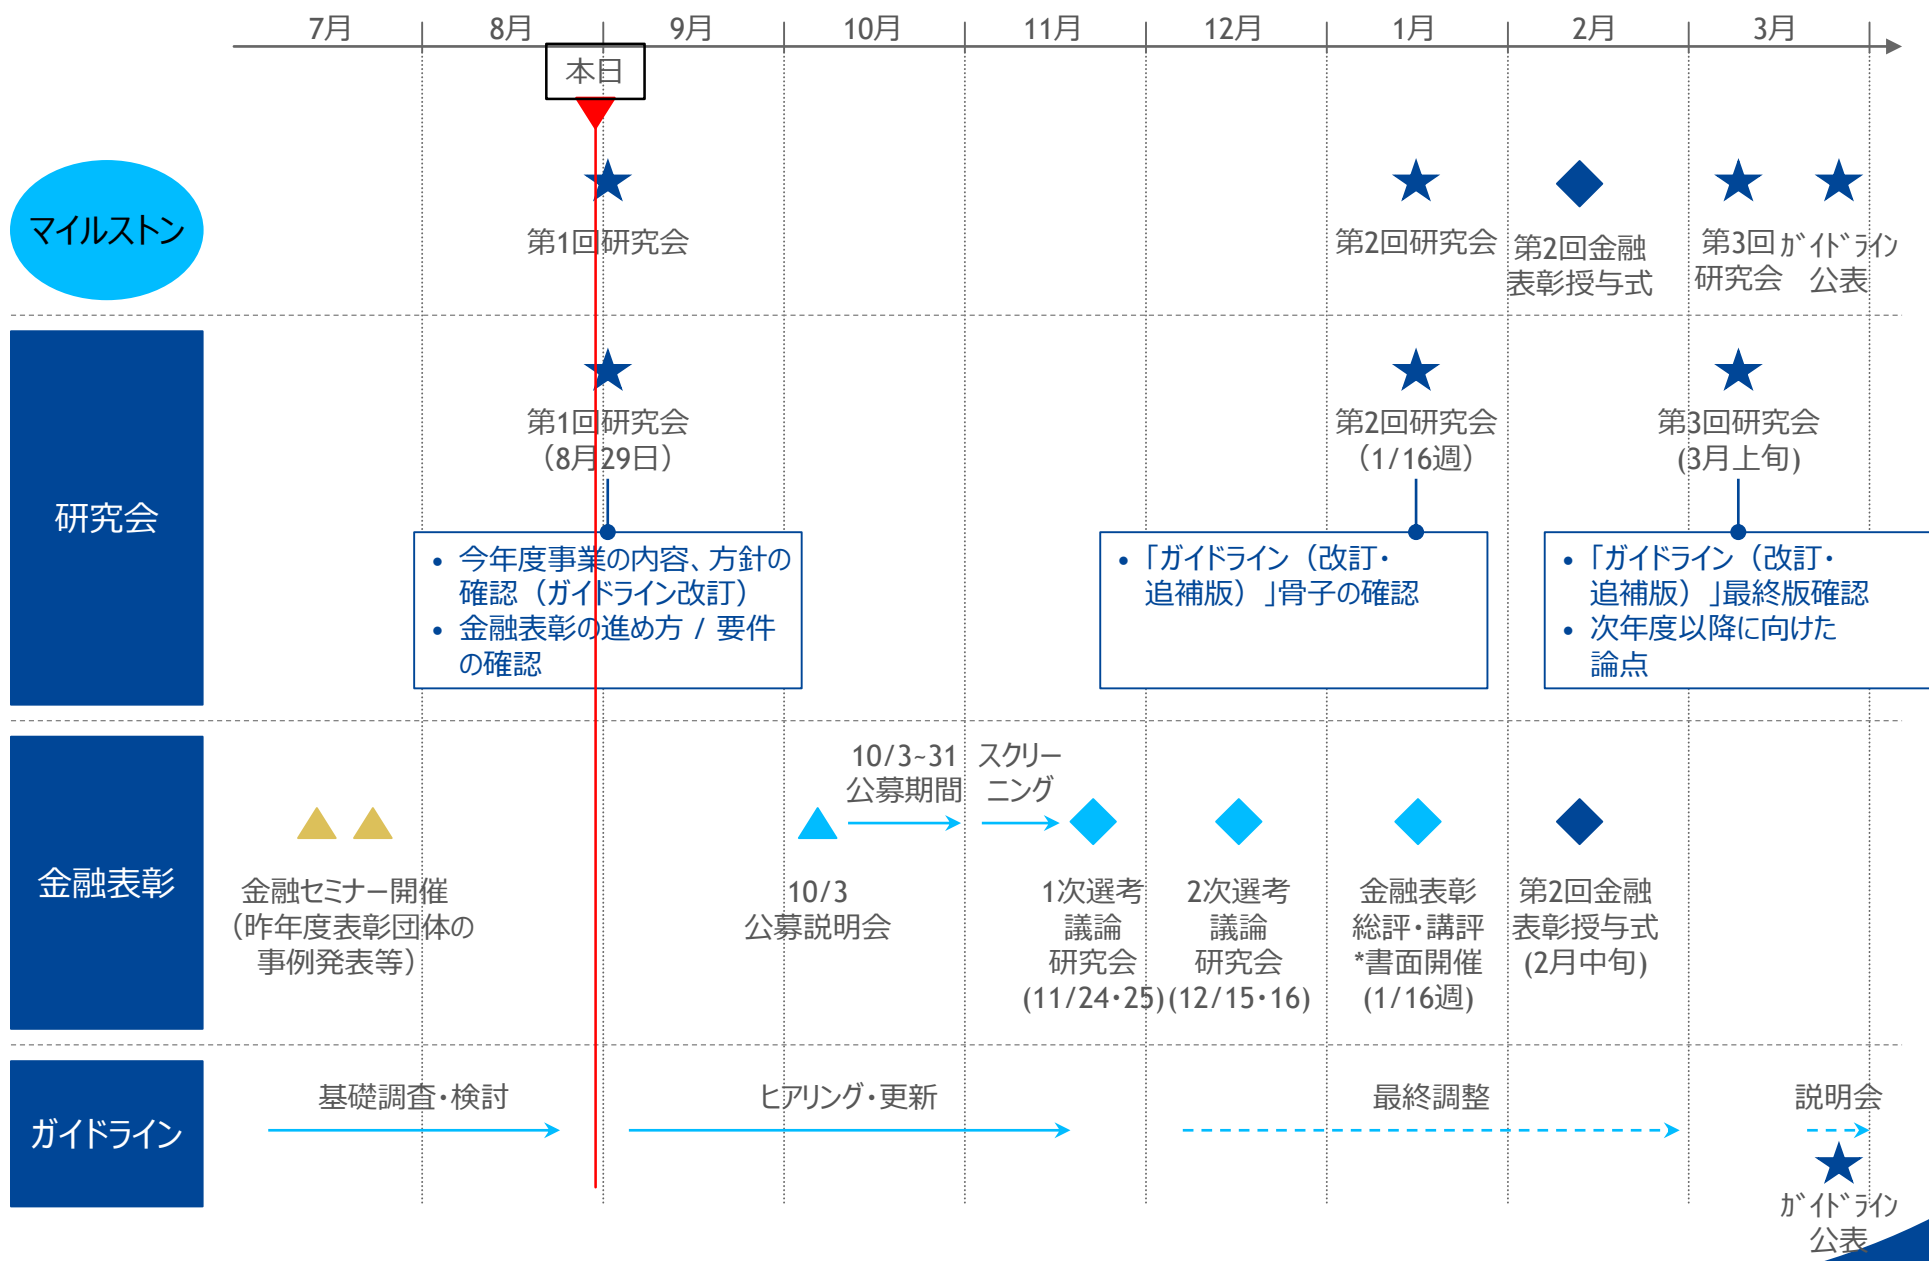 7月
8月
9月
10月
11月
12月
1月
2月
3月
本日
マイルストン
第1回研究会
第2回研究会
第2回金融
表彰授与式
第3回
研究会
ｶﾞｲﾄﾞﾗｲﾝ
公表
研究会
第1回研究会
（8月29日）
第2回研究会
（1/16週）
第3回研究会
(3月上旬)
• 今年度事業の内容、方針の
確認（ガイドライン改訂）
• 金融表彰の進め方 / 要件
の確認
• 「ガイドライン（改訂・
追補版）」骨子の確認
• 「ガイドライン（改訂・
追補版）」最終版確認
• 次年度以降に向けた
論点
金融表彰
10/3~31
公募期間
スクリー
ニング
金融セミナー開催
（昨年度表彰団体の
事例発表等）
10/3
公募説明会
1次選考
議論
研究会
(11/24・25)
2次選考
議論
研究会
(12/15・16)
金融表彰
総評・講評
*書面開催
(1/16週)
第2回金融
表彰授与式
(2月中旬)
ガイドライン
基礎調査・検討
ヒアリング・更新
最終調整
説明会
ｶﾞｲﾄﾞﾗｲﾝ
公表